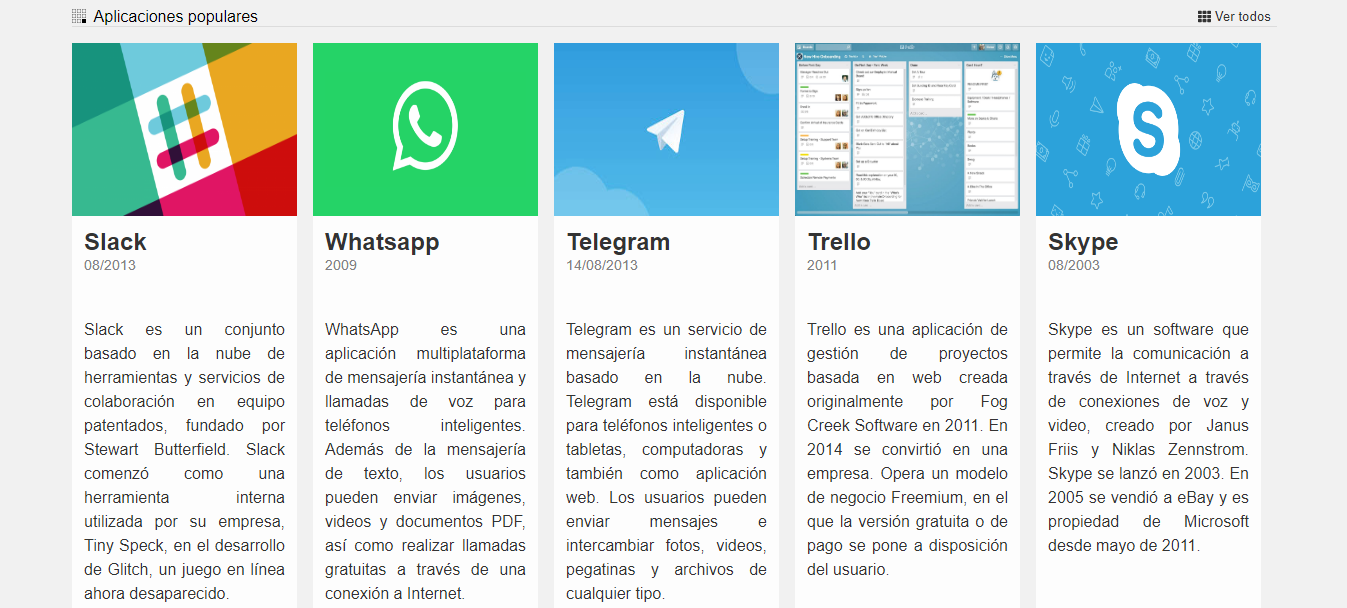 Aplicaciones populares
Ver todos
Slack
08/2013
Slack es un conjunto
basado en la nube de
herramientas y servicios de
colaboración en equipo
patentados, fundado por
Stewart Butterfield. Slack
comenzó como una
herramienta interna
utilizada por su empresa,
Tiny Speck, en el desarrollo
de Glitch, un juego en línea
ahora desaparecido.
Whatsapp
2009
WhatsApp es una
aplicación multiplataforma
de mensajería instantánea y
llamadas de voz para
teléfonos inteligentes.
Además de la mensajería
de texto, los usuarios
pueden enviar imágenes,
videos y documentos PDF,
así como realizar llamadas
gratuitas a través de una
conexión a Internet.
Telegram
14/08/2013
Telegram es un servicio de
mensajería instantánea
basado en la nube.
Telegram está disponible
para teléfonos inteligentes o
tabletas, computadoras y
también como aplicación
web. Los usuarios pueden
enviar mensajes e
intercambiar fotos, videos,
pegatinas y archivos de
cualquier tipo.
Trello
2011
Trello es una aplicación de
gestión de proyectos
basada en web creada
originalmente por Fog
Creek Software en 2011. En
2014 se convirtió en una
empresa. Opera un modelo
de negocio Freemium, en el
que la versión gratuita o de
pago se pone a disposición
del usuario.
Skype
08/2003
Skype es un software que
permite la comunicación a
través de Internet a través
de conexiones de voz y
video, creado por Janus
Friis y Niklas Zennstrom.
Skype se lanzó en 2003. En
2005 se vendió a eBay y es
propiedad de Microsoft
desde mayo de 2011.